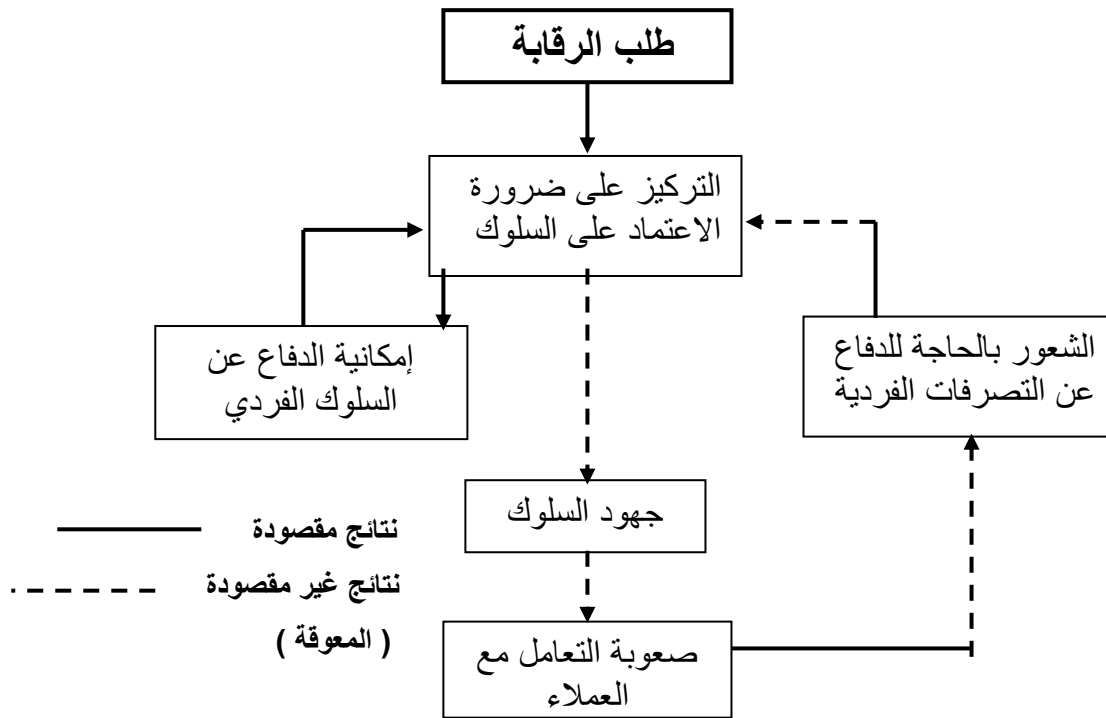 طلب الرقابة
التركيز على ضرورة
الاعتماد على السلوك
إمكانية الدفاع عن
السلوك الفردي
الشعور بالحاجة للدفاع
عن التصرفات الفردية
جهود السلوك
صعوبة التعامل مع
العملاء
نتائج مقصودة
نتائج غير مقصودة
( المعوقة )